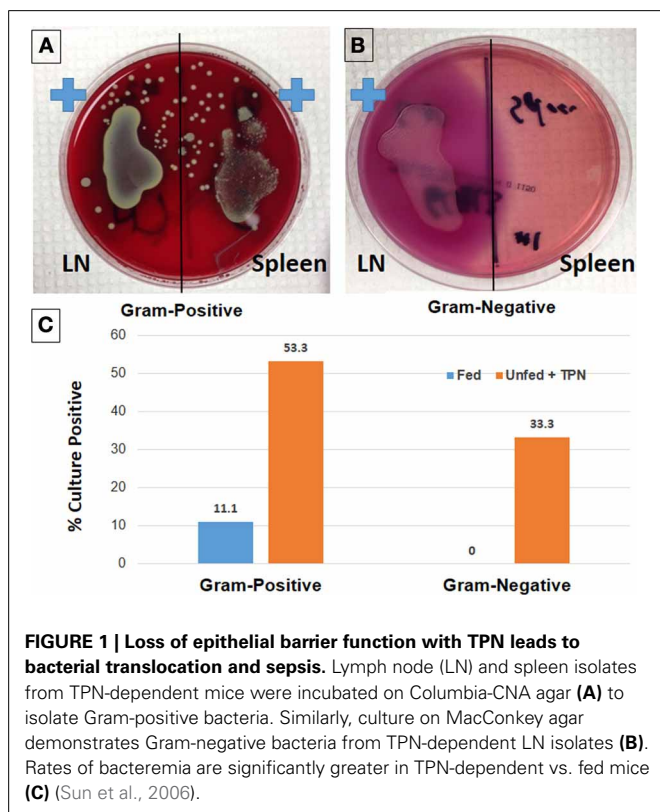 A
B
LN
Spleen
LN
Spleen
Gram-Positive
Gram-Negative
C
% Culture Positive
60
50
40
30
20
10
0
53.3
11.1
33.3
0
Fed
Unfed + TPN
Gram-Positive
Gram-Negative
FIGURE 1 | Loss of epithelial barrier function with TPN leads to
bacterial translocation and sepsis. Lymph node (LN) and spleen isolates
from TPN-dependent mice were incubated on Columbia-CNA agar (A) to
isolate Gram-positive bacteria. Similarly, culture on MacConkey agar
demonstrates Gram-negative bacteria from TPN-dependent LN isolates (B).
Rates of bacteremia are significantly greater in TPN-dependent vs. fed mice
(C) (Sun et al., 2006).